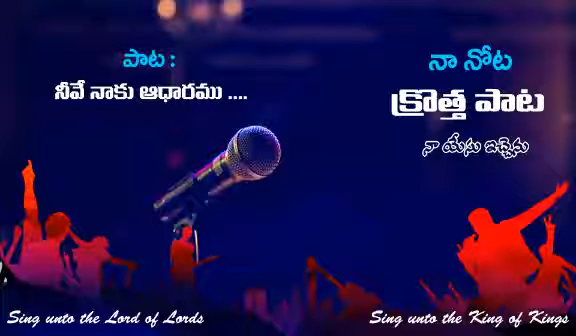 పాట :
నీవే నాకు ఆధారము ....
నా నోట
క్రొత్త పాట
నా యేసు ఇచ్చెను
Sing unto the Lord of Lords
Sing unto the King of Kings